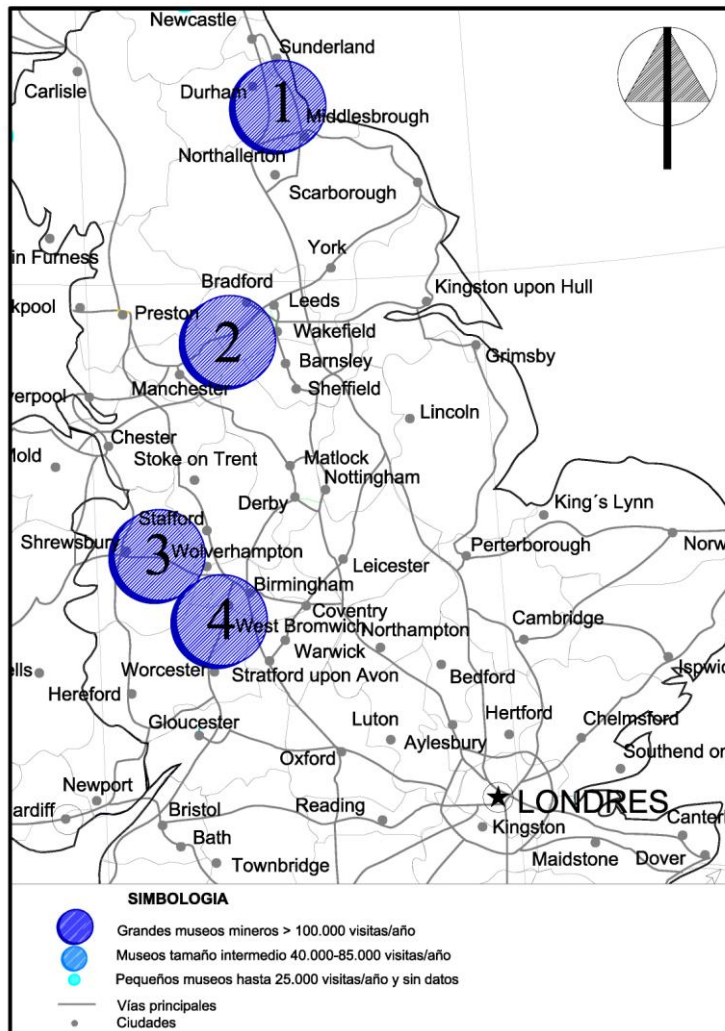 Newcastle
Sunderland
Carlisle
Durham
1
Middlesbrough
Northallerton
Scarborough
York
in Furness
Bradford
Leeds
Kingston upon Hull
kpool
Preston
2
Wakefield
Grimsby
Barnsley
Manchester
Sheffield
verpool
Lincoln
Chester
Mold
Stoke on Trent
Matlock
Nottingham
Derby
King´s Lynn
Stafford
Shrewsbury
3
Wolverhampton
Perterborough
Norw
Leicester
Birmingham
4
Coventry
Cambridge
West Bromwich
Northampton
Warwick
Ispwic
ells
Worcester
Stratford upon Avon
Bedford
Hereford
Gloucester
Luton
Hertford
Chelmsford
Aylesbury
Oxford
Southend or
Newport
LONDRES
ardiff
Bristol
Reading
Kingston
Canterl
Bath
Maidstone
Dover
Townbridge
SIMBOLOGIA
Grandes museos mineros > 100.000 visitas/año
Museos tamaño intermedio 40.000-85.000 visitas/año
Pequeños museos hasta 25.000 visitas/año y sin datos
Vías principales
Ciudades